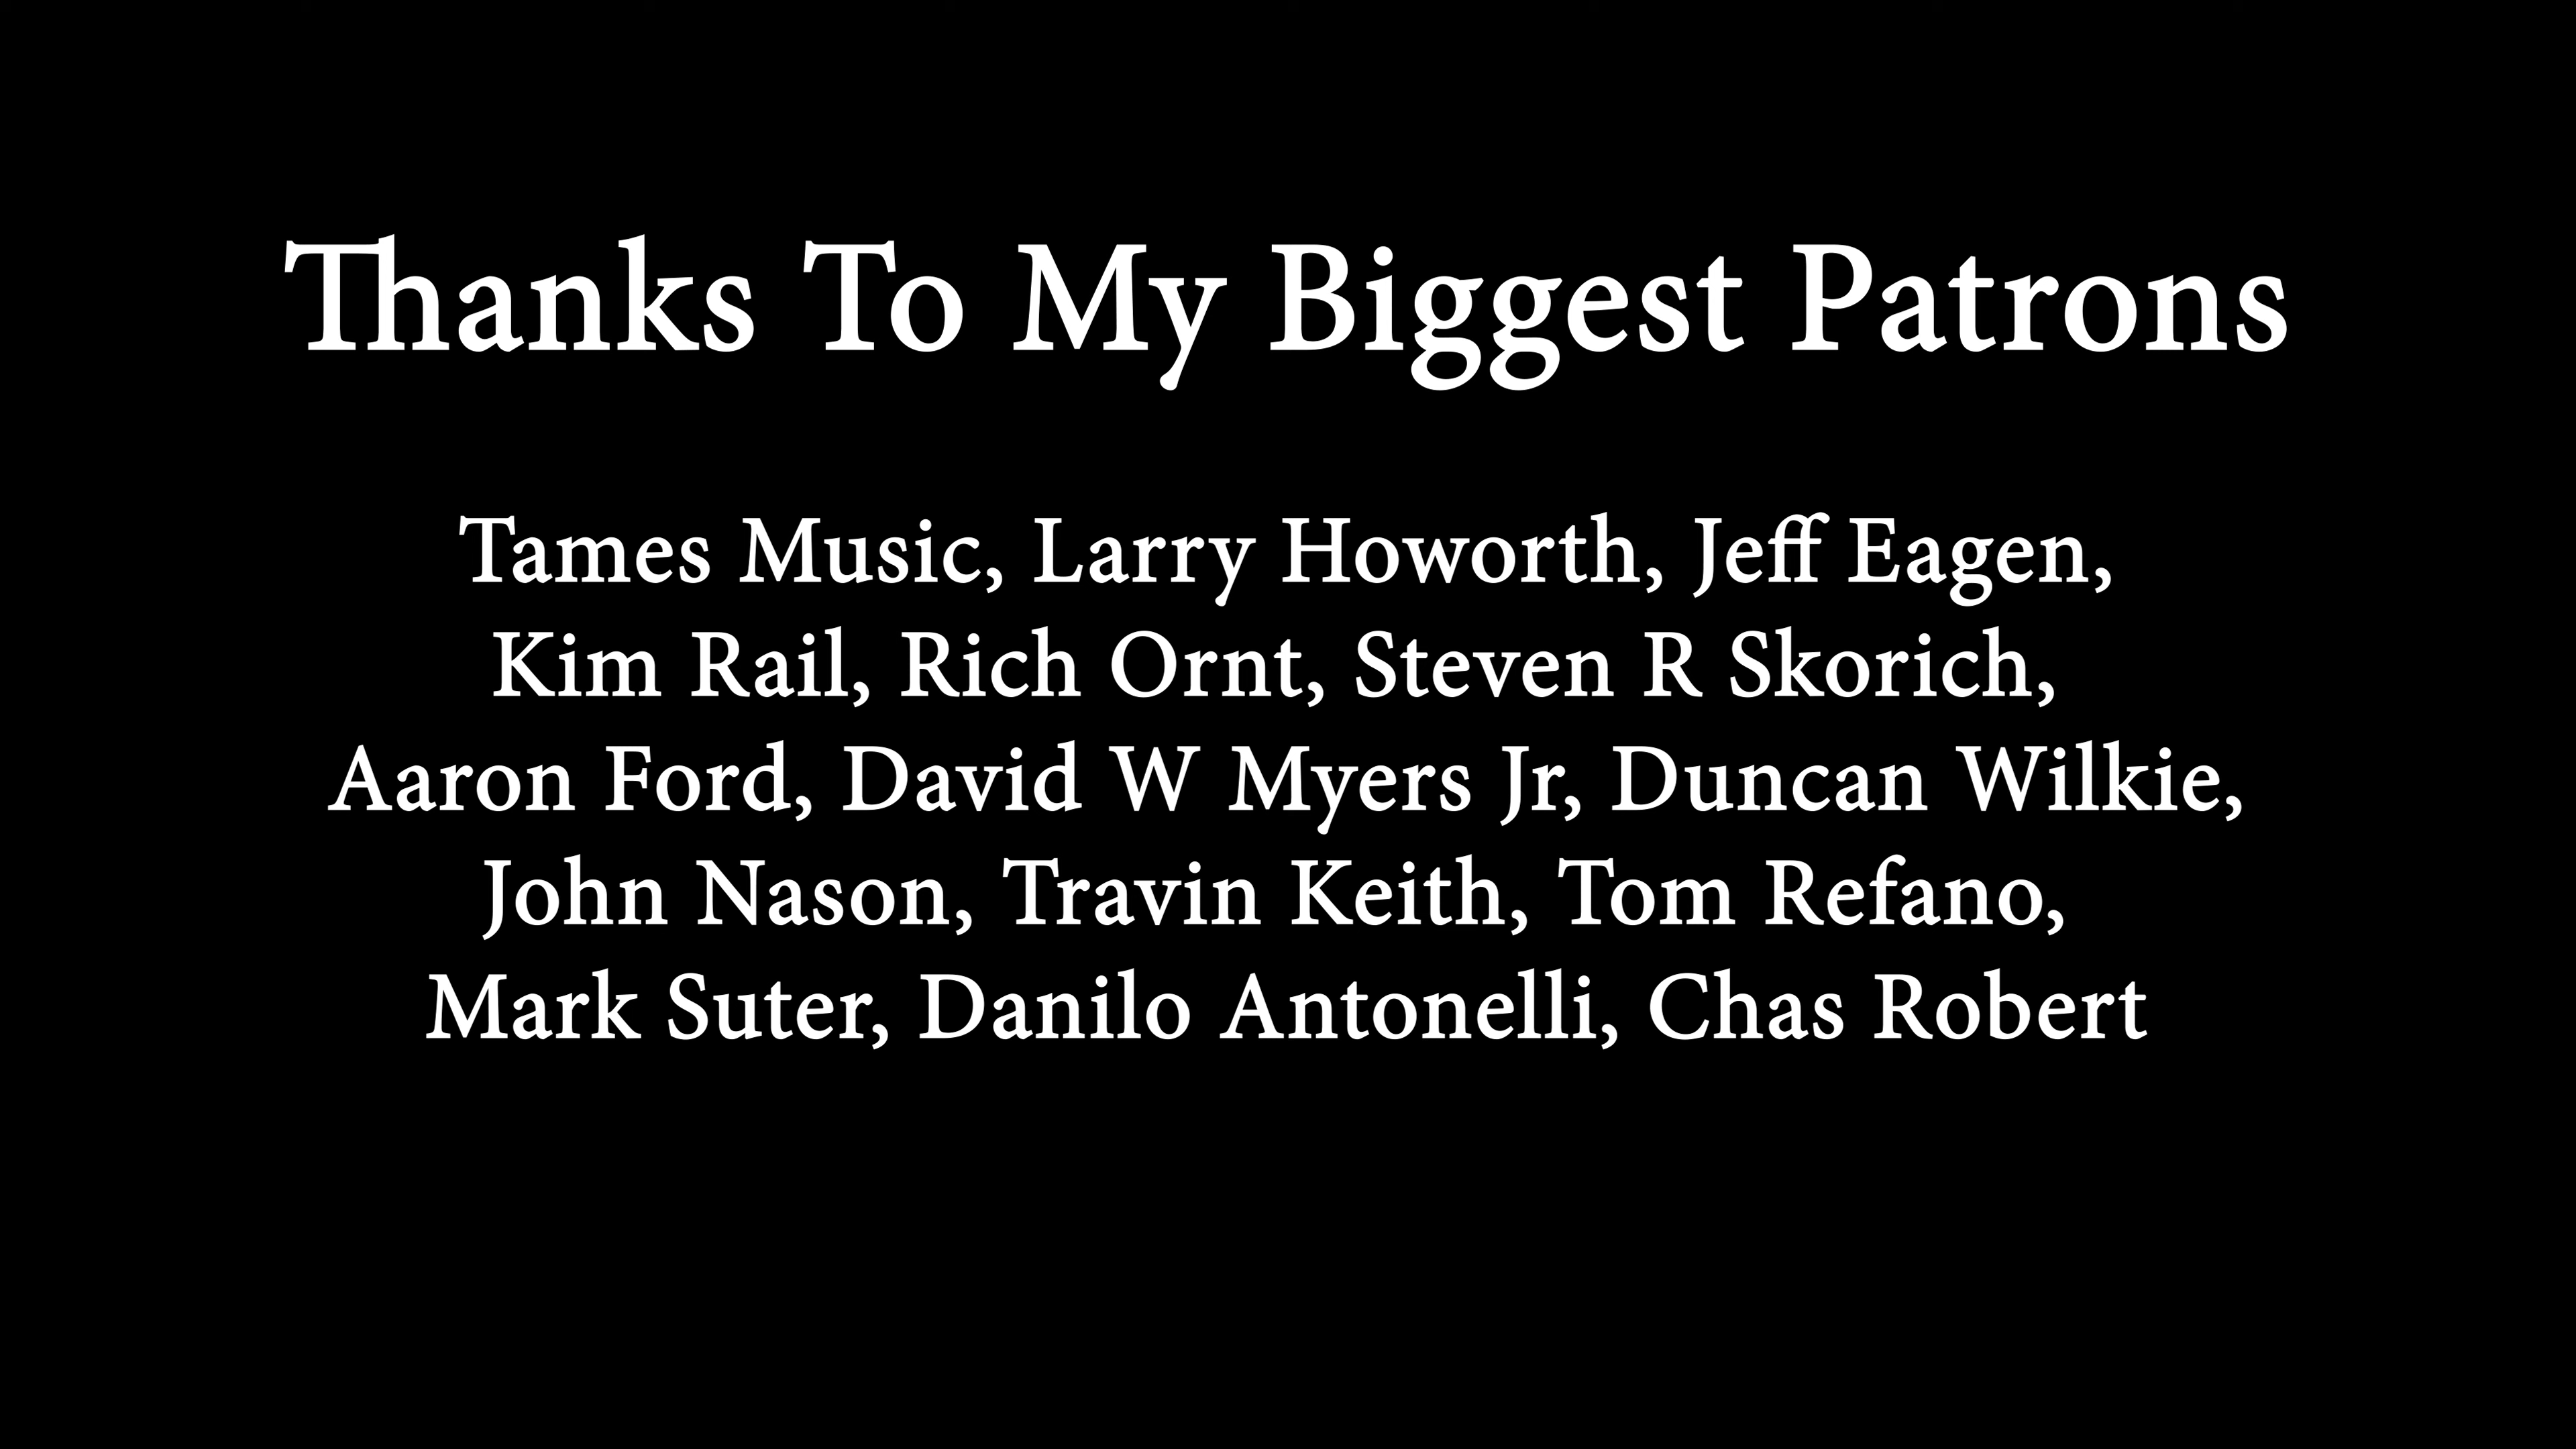 Thanks To My Biggest Patrons
Tames Music, Larry Howorth, Jeff Eagen,
Kim Rail, Rich Ornt, Steven R Skorich,
Aaron Ford, David W Myers Jr, Duncan Wilkie,
John Nason, Travin Keith, Tom Refano,
Mark Suter, Danilo Antonelli, Chas Robert